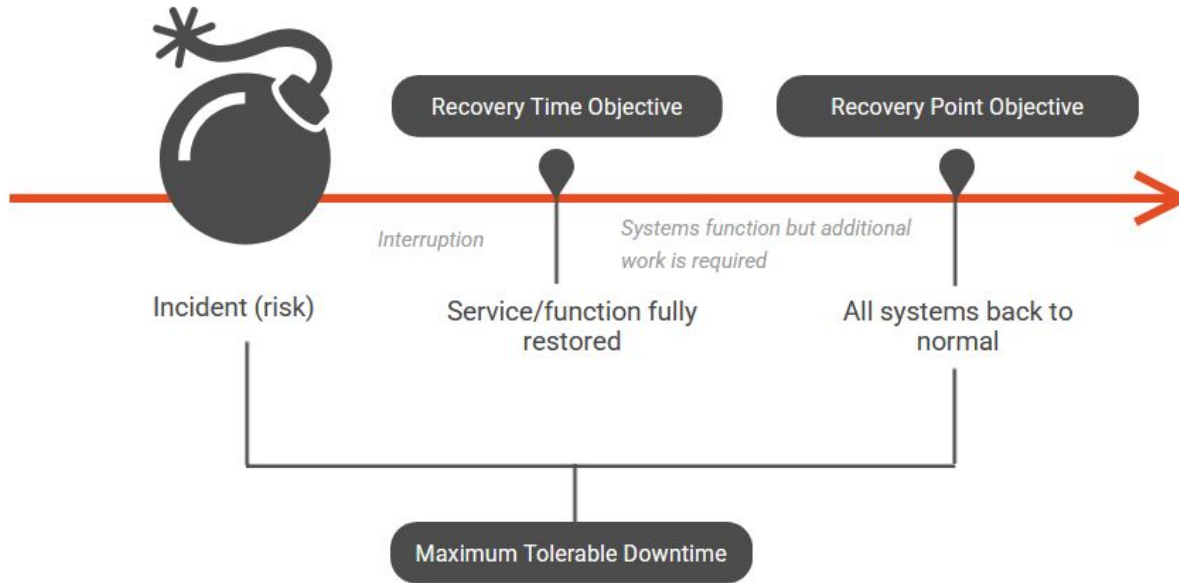 Recovery Time Objective
Recovery Point Objective
Interruption
Systems function but additional
work is required
Incident (risk)
Service/function fully
restored
All systems back to
normal
Maximum Tolerable Downtime